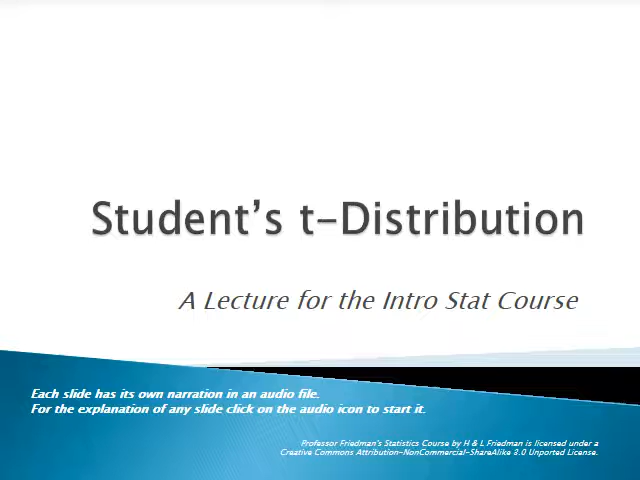 Student's t-Distribution
A Lecture for the Intro Stat Course
Each slide has its own narration in an audio file.
For the explanation of any slide click on the audio icon to start it.
Professor Friedman's Statistics Course by H & L Friedman is licensed under a
Creative Commons Attribution-NonCommercial-ShareAlike 3.0 Unported License.